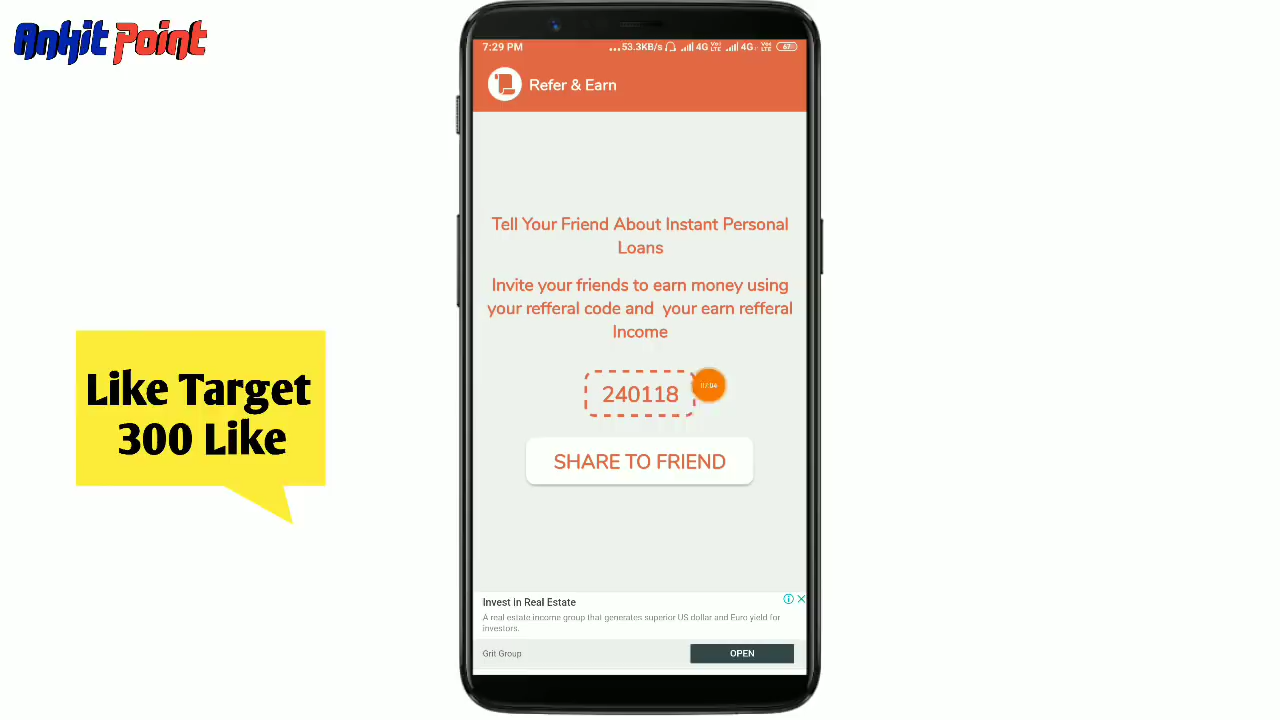 Ankit Point
7:29 PM
...53.3KB/s 4G VoLTE 4G VoLTE 67
Refer & Earn
Tell Your Friend About Instant Personal
Loans
Invite your friends to earn money using
your refferal code and your earn refferal
Income
240118
SHARE TO FRIEND
Like Target
300 Like
Invest in Real Estate
A real estate income group that generates superior US dollar and Euro yield for
investors.
Grit Group
OPEN